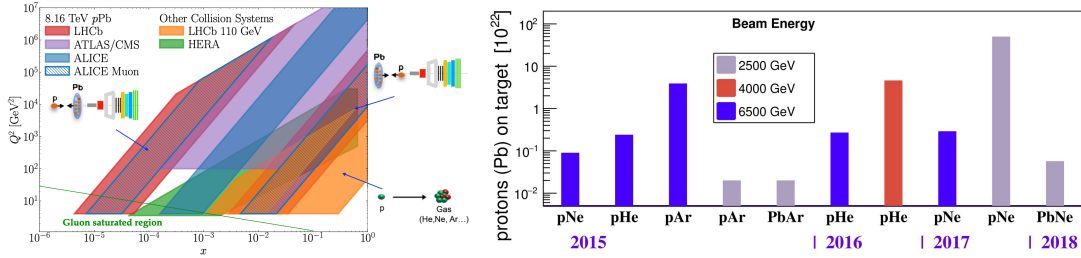 8.16 TeV pPb
LHCb
ATLAS/CMS
ALICE
ALICE Muon
Other Collision Systems
LHCb 110 GeV
HERA
Q² [GeV²]
10⁷
10⁶
10⁵
10⁴
10³
10²
10¹
p
Pb
Pb
p
p
Gas
(He,Ne, Ar...)
Gluon saturated region
10⁻⁶
10⁻⁵
10⁻⁴
10⁻³
10⁻²
10⁻¹
10⁰
x
protons (Pb) on target [10²²]
10²
10
1
10⁻¹
10⁻²
Beam Energy
2500 GeV
4000 GeV
6500 GeV
pNe pHe pAr pAr PbAr pHe pHe pNe pNe PbNe
2015 | 2016 | 2017 | 2018